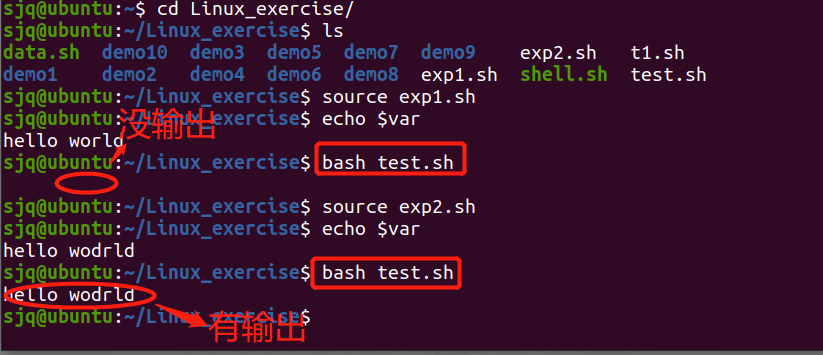 sjq@ubuntu:~$ cd Linux_exercise/
sjq@ubuntu:~/Linux_exercise$ ls
data.sh demo10 demo3 demo5 demo7 demo9 exp2.sh t1.sh
demo1 demo2 demo4 demo6 demo8 exp1.sh shell.sh test.sh
sjq@ubuntu:~/Linux_exercise$ source exp1.sh
sjq@ubuntu:~/Linux_exercise$ echo $var
没输出
hello world
sjq@ubuntu:~/Linux_exercise$ bash test.sh
sjq@ubuntu:~/Linux_exercise$ source exp2.sh
sjq@ubuntu:~/Linux_exercise$ echo $var
hello wodrld
sjq@ubuntu:~/Linux_exercise$ bash test.sh
hello wodrld
sjq@ubuntu:~/Linux_exercise$
有输出